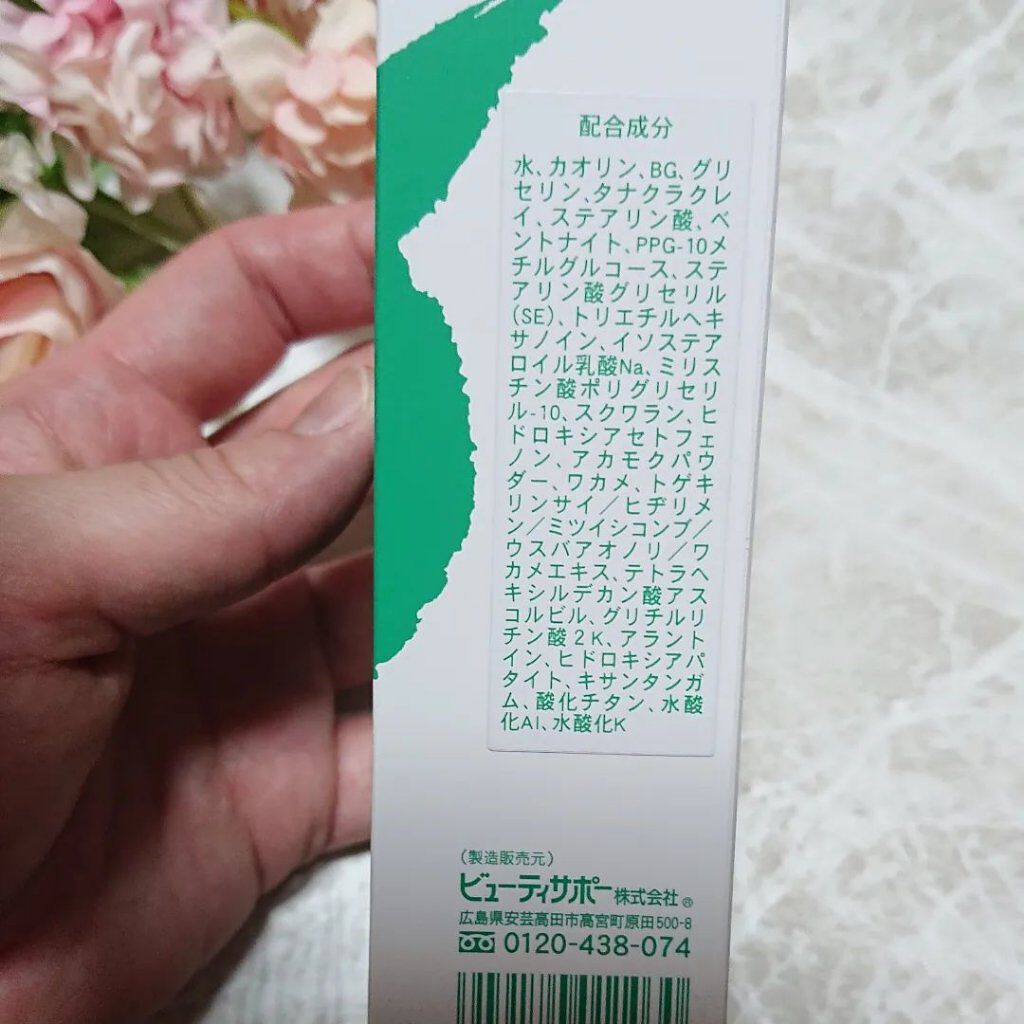 配合成分
水、カオリン、BG、グリ
セリン、タナクラクレ
イ、ステアリン酸、ベ
ントナイト、PPG-10メ
チルグルコース、ステ
アリン酸グリセリル
(SE)、トリエチルヘキ
サノイン、イソステア
ロイル乳酸Na、ミリス
チン酸ポリグリセリ
ル-10、スクワラン、ヒ
ドロキシアセトフェ
ノン、アカモクパウ
ダー、ワカメ、トゲキ
リンサイ/ヒヂリメ
ン/ミツイシコンブ/
ウスバアオノリ/ワ
カメエキス、テトラヘ
キシルデカン酸アス
コルビル、グリチルリ
チン酸2K、アラント
イン、ヒドロキシアパ
タイト、キサンタンガ
ム、酸化チタン、水酸
化Al、水酸化K
(製造販売元)
ビューティサポー株式会社®
広島県安芸高田市高宮町原田500-8
0120-438-074